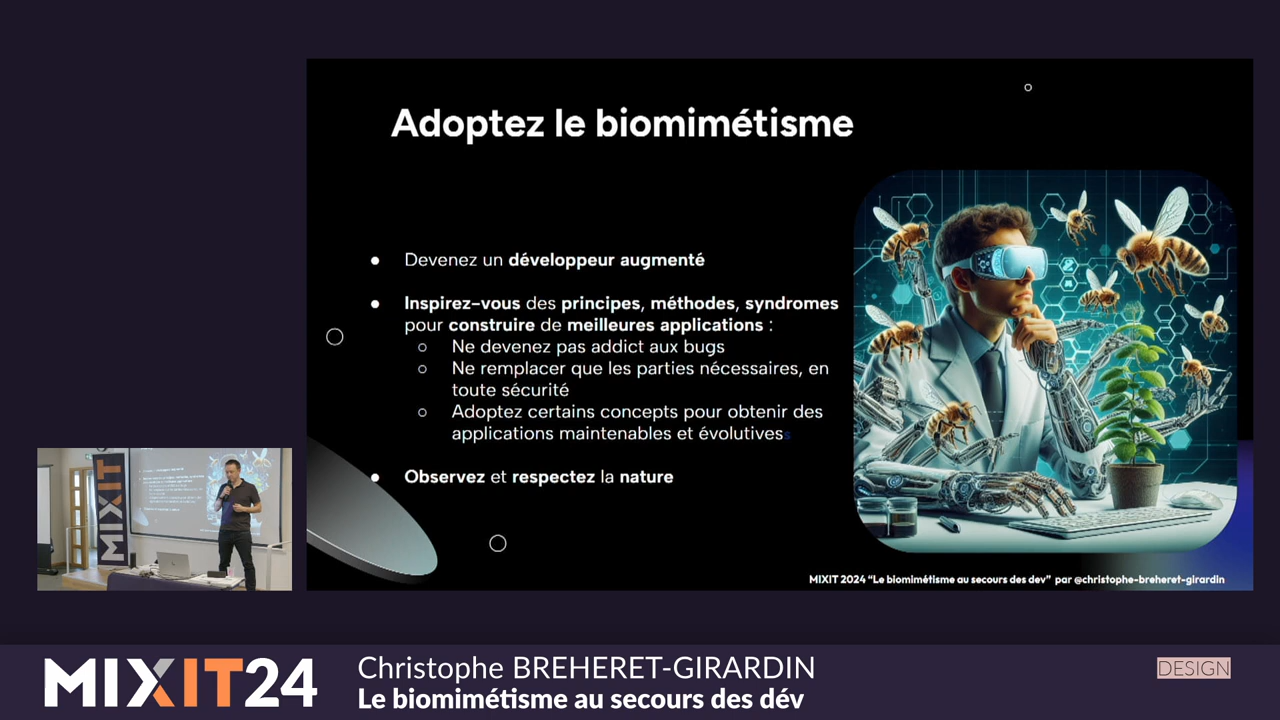 Adoptez le biomimétisme
● Devenez un développeur augmenté
● Inspirez-vous des principes, méthodes, syndromes
pour construire de meilleures applications :
○ Ne devenez pas addict aux bugs
○ Ne remplacer que les parties nécessaires, en
toute sécurité
○ Adoptez certains concepts pour obtenir des
applications maintenables et évolutivess
● Observez et respectez la nature
MIXIT 2024 “Le biomimétisme au secours des dev” par @christophe-breheret-girardin
MIXIT
MIXIT24
Christophe BREHERET-GIRARDIN
Le biomimétisme au secours des dév
DESIGN